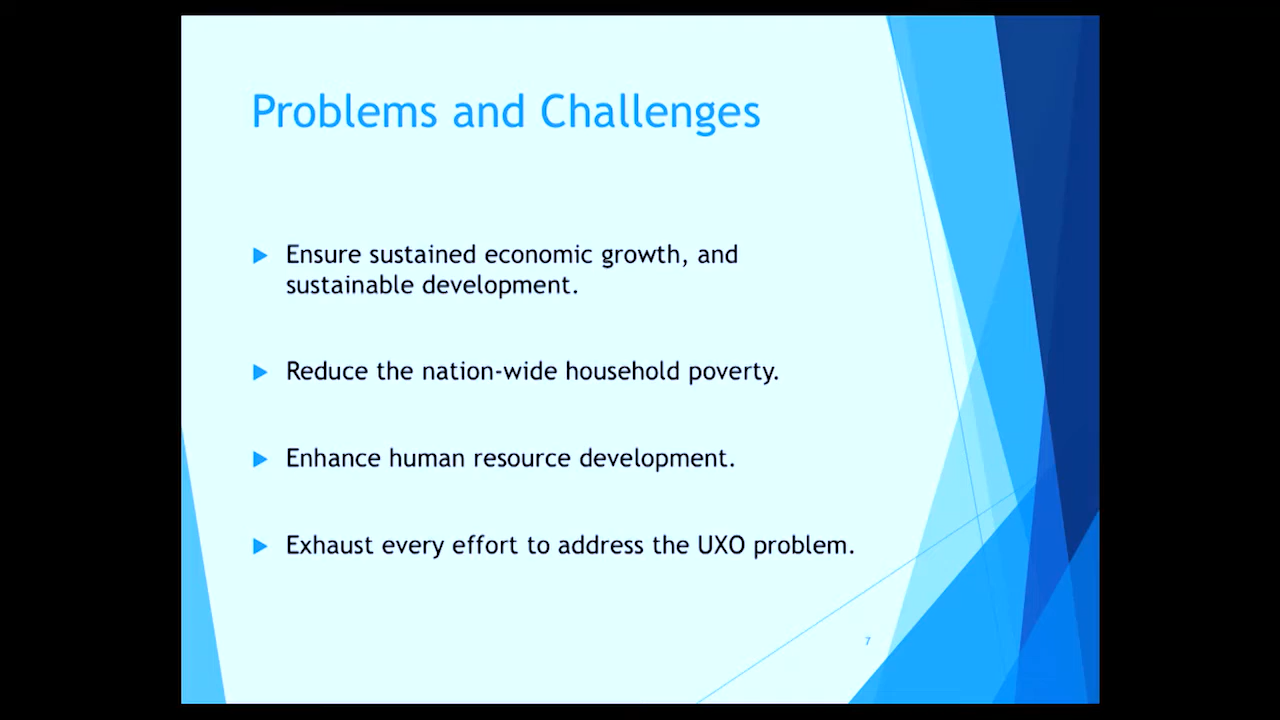 Problems and Challenges
Ensure sustained economic growth, and
sustainable development.
Reduce the nation-wide household poverty.
Enhance human resource development.
Exhaust every effort to address the UXO problem.
7